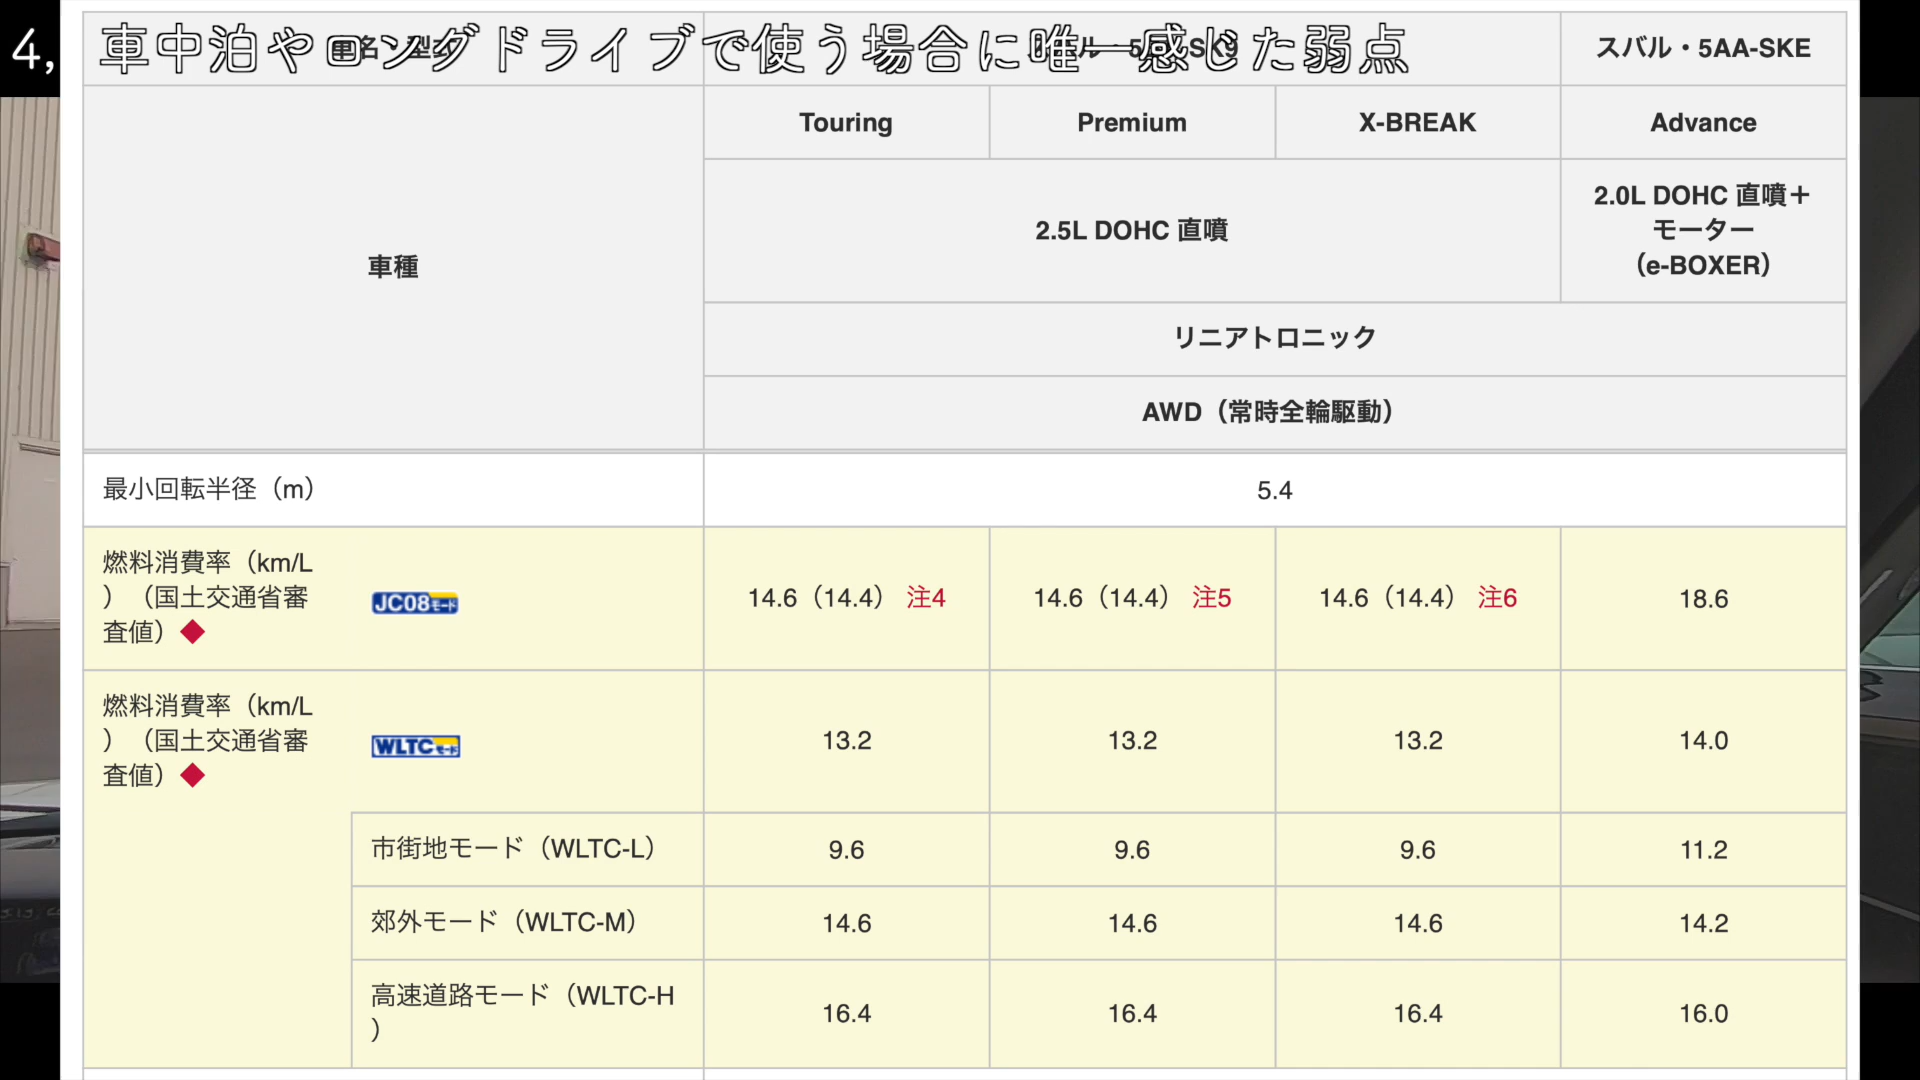 4, 車中泊やロングドライブで使う場合に唯一感じた弱点
スバル・5AA-SKE
Touring Premium X-BREAK Advance
車種
2.5L DOHC 直噴
2.0L DOHC 直噴＋
モーター
（e-BOXER）
リニアトロニック
AWD（常時全輪駆動）
最小回転半径（m） 5.4
燃料消費率（km/L
）（国土交通省審
査値）◆
JC08モード
14.6（14.4） 注4 14.6（14.4） 注5 14.6（14.4） 注6 18.6
燃料消費率（km/L
）（国土交通省審
査値）◆
WLTCモード
13.2 13.2 13.2 14.0
市街地モード（WLTC-L） 9.6 9.6 9.6 11.2
郊外モード（WLTC-M） 14.6 14.6 14.6 14.2
高速道路モード（WLTC-H
）
16.4 16.4 16.4 16.0